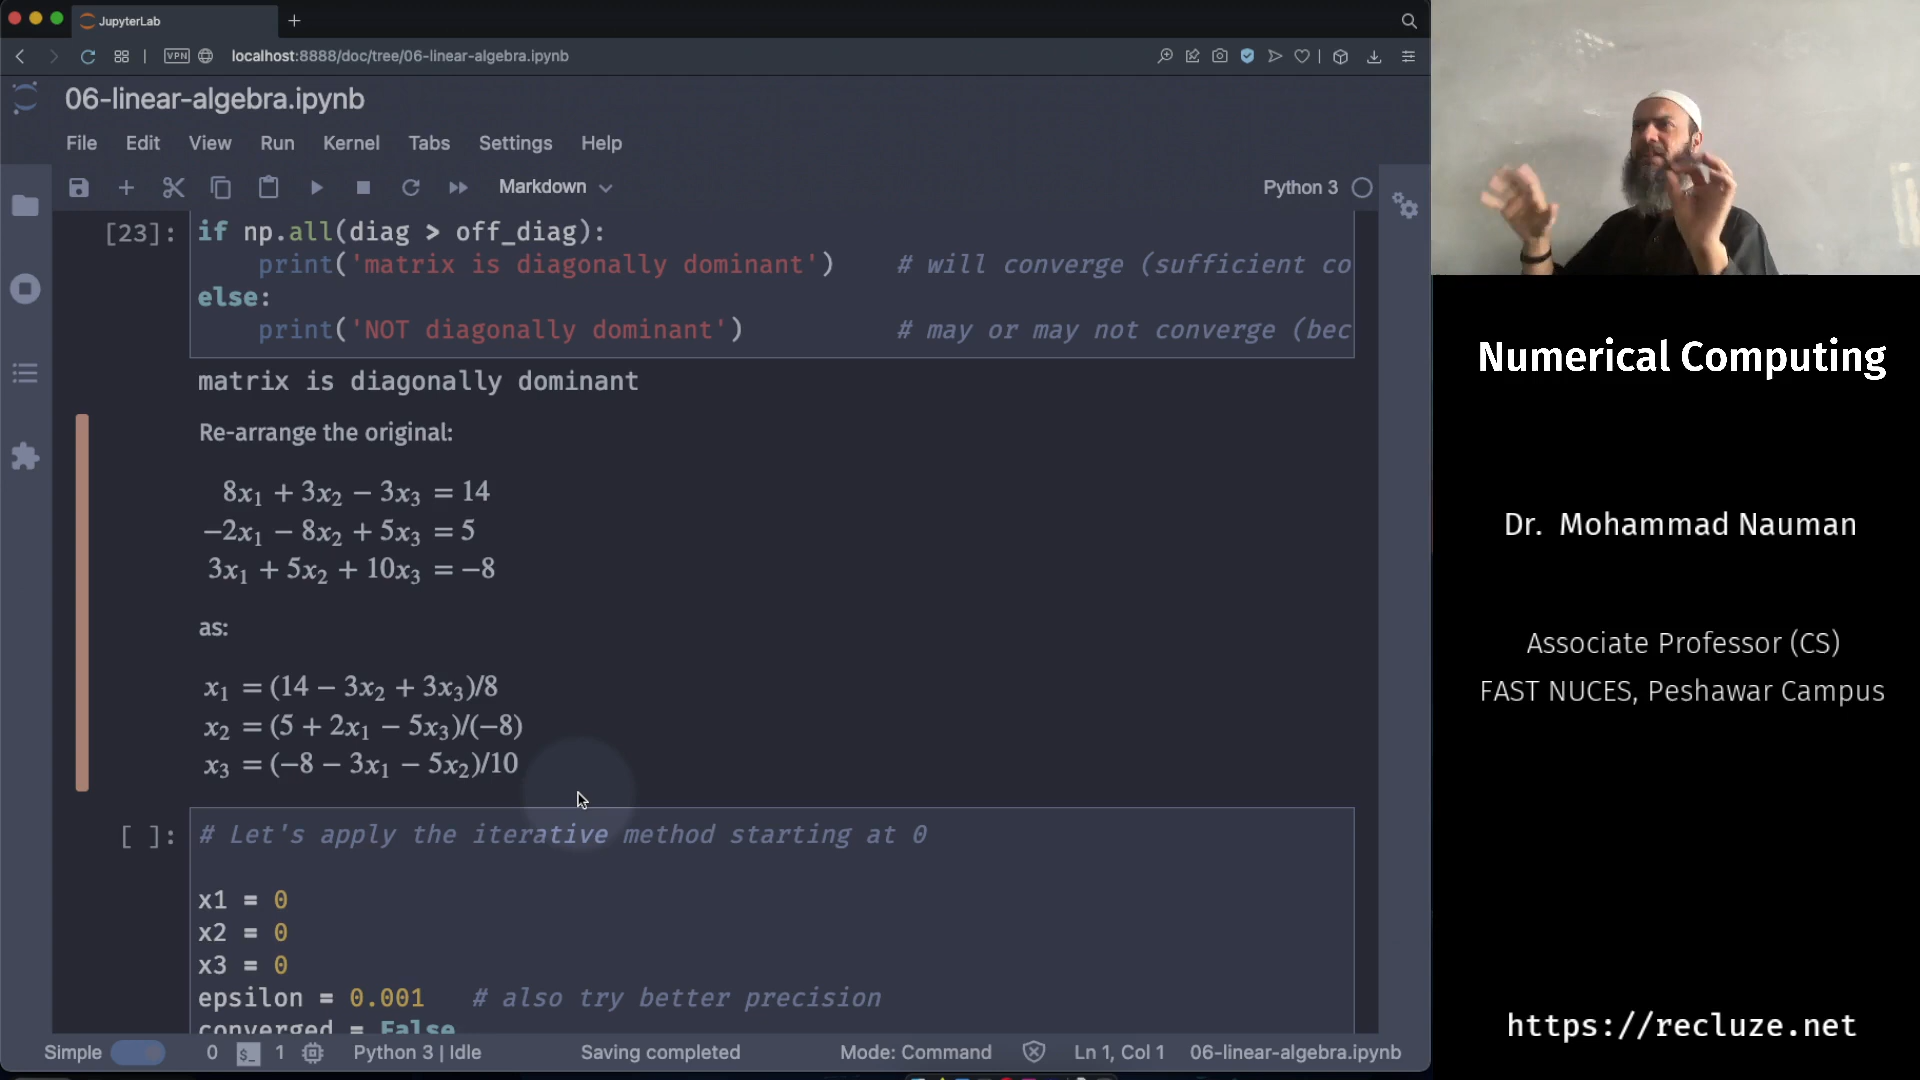 JupyterLab
VPN
localhost:8888/doc/tree/06-linear-algebra.ipynb
06-linear-algebra.ipynb
File Edit View Run Kernel Tabs Settings Help
Markdown
Python 3
[23]:
if np.all(diag > off_diag):
print('matrix is diagonally dominant') # will converge (sufficient co
else:
print('NOT diagonally dominant') # may or may not converge (bec
matrix is diagonally dominant
Re-arrange the original:
8x₁ + 3x₂ − 3x₃ = 14
−2x₁ − 8x₂ + 5x₃ = 5
3x₁ + 5x₂ + 10x₃ = −8
as:
x₁ = (14 − 3x₂ + 3x₃)/8
x₂ = (5 + 2x₁ − 5x₃)/(−8)
x₃ = (−8 − 3x₁ − 5x₂)/10
[ ]:
# Let's apply the iterative method starting at 0
x1 = 0
x2 = 0
x3 = 0
epsilon = 0.001 # also try better precision
converged = False
Simple 0 $_ 1 Python 3 | Idle Saving completed Mode: Command Ln 1, Col 1 06-linear-algebra.ipynb
Numerical Computing
Dr. Mohammad Nauman
Associate Professor (CS)
FAST NUCES, Peshawar Campus
https://recluze.net